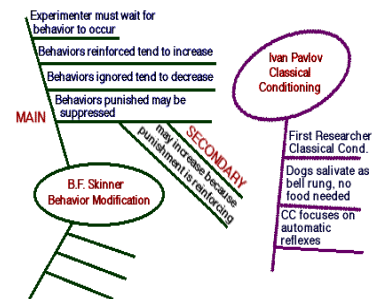 Experimenter must wait for
behavior to occur
Behaviors reinforced tend to increase
Behaviors ignored tend to decrease
Behaviors punished may be
suppressed
MAIN
SECONDARY
may increase because
punishment is reinforcing
B.F. Skinner
Behavior Modification
Ivan Pavlov
Classical
Conditioning
First Researcher
Classical Cond.
Dogs salivate as
bell rung, no
food needed
CC focuses on
automatic
reflexes